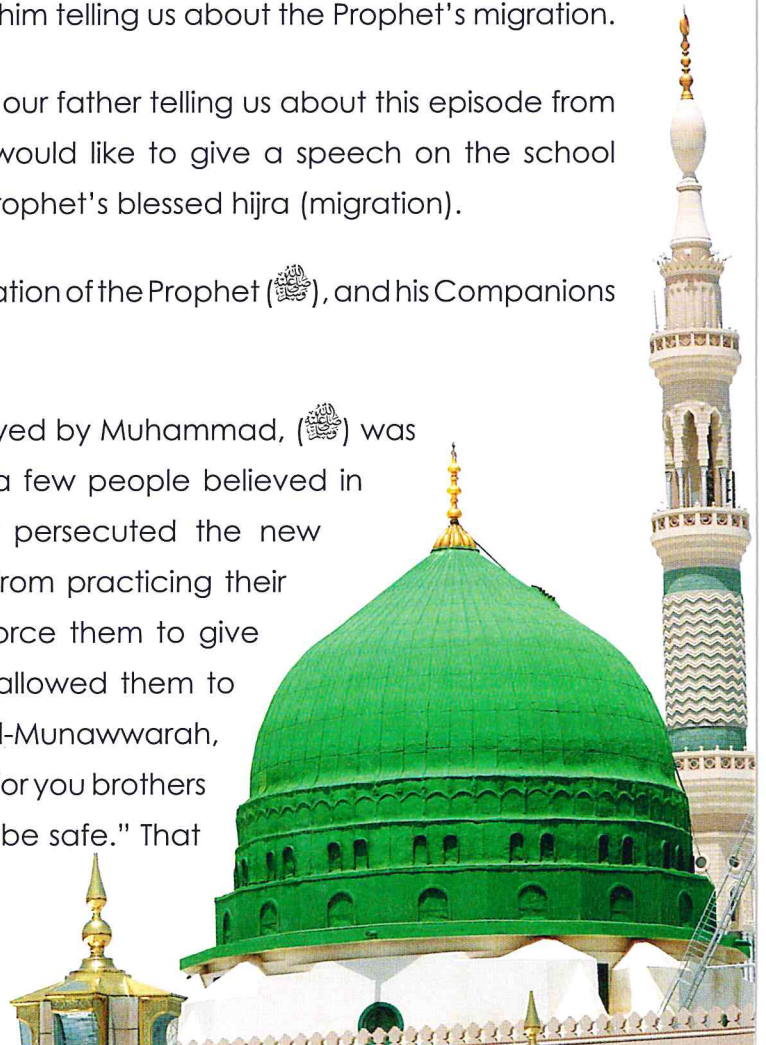 him telling us about the Prophet's migration.
our father telling us about this episode from
would like to give a speech on the school
rophet's blessed hijra (migration).
ation of the Prophet (ﷺ), and his Companions
yed by Muhammad, (ﷺ) was
a few people believed in
persecuted the new
rom practicing their
orce them to give
allowed them to
l-Munawwarah,
or you brothers
be safe." That